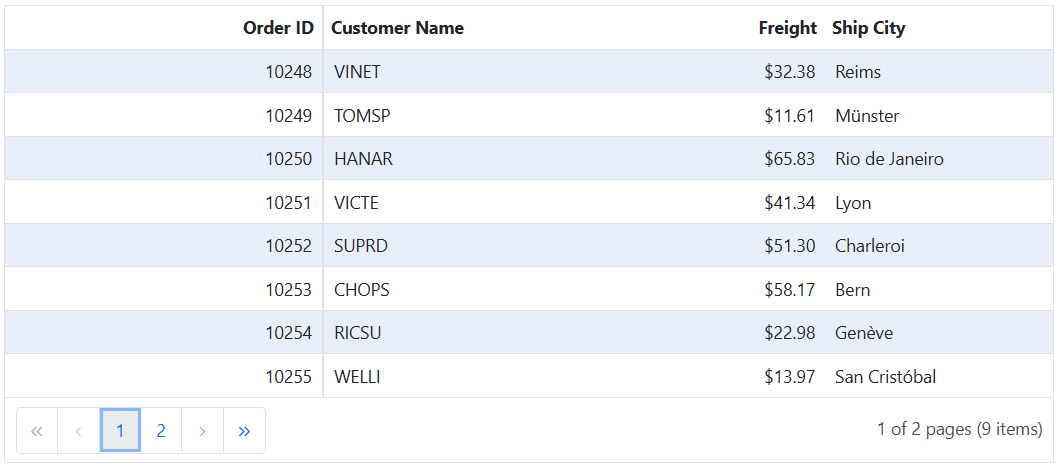 Order ID Customer Name Freight Ship City
10248 VINET $32.38 Reims
10249 TOMSP $11.61 Münster
10250 HANAR $65.83 Rio de Janeiro
10251 VICTE $41.34 Lyon
10252 SUPRD $51.30 Charleroi
10253 CHOPS $58.17 Bern
10254 RICSU $22.98 Genève
10255 WELLI $13.97 San Cristóbal
« ‹ 1 2 › » 1 of 2 pages (9 items)